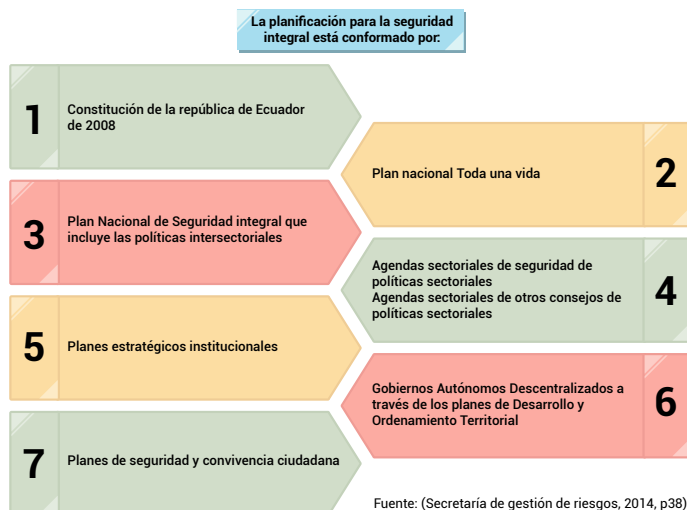 La planificación para la seguridad
integral está conformado por:
1
Constitución de la república de Ecuador
de 2008
2
Plan nacional Toda una vida
3
Plan Nacional de Seguridad integral que
incluye las políticas intersectoriales
4
Agendas sectoriales de seguridad de
políticas sectoriales
Agendas sectoriales de otros consejos de
políticas sectoriales
5
Planes estratégicos institucionales
6
Gobiernos Autónomos Descentralizados a
través de los planes de Desarrollo y
Ordenamiento Territorial
7
Planes de seguridad y convivencia ciudadana
Fuente: (Secretaría de gestión de riesgos, 2014, p38)